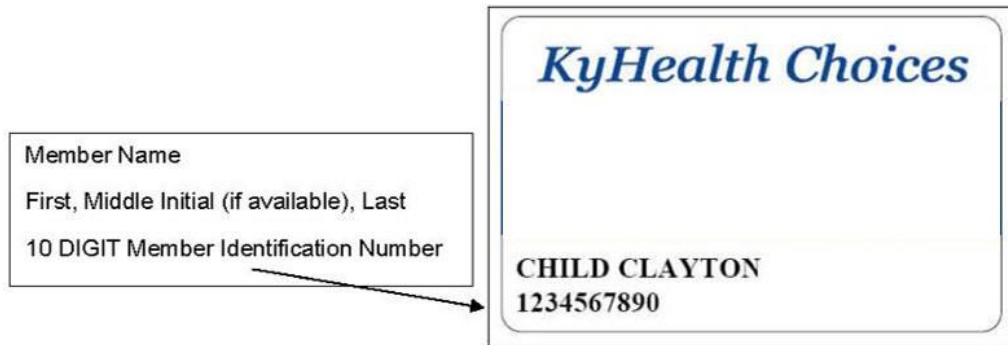 Member Name
First, Middle Initial (if available), Last
10 DIGIT Member Identification Number
KyHealth Choices
CHILD CLAYTON
1234567890